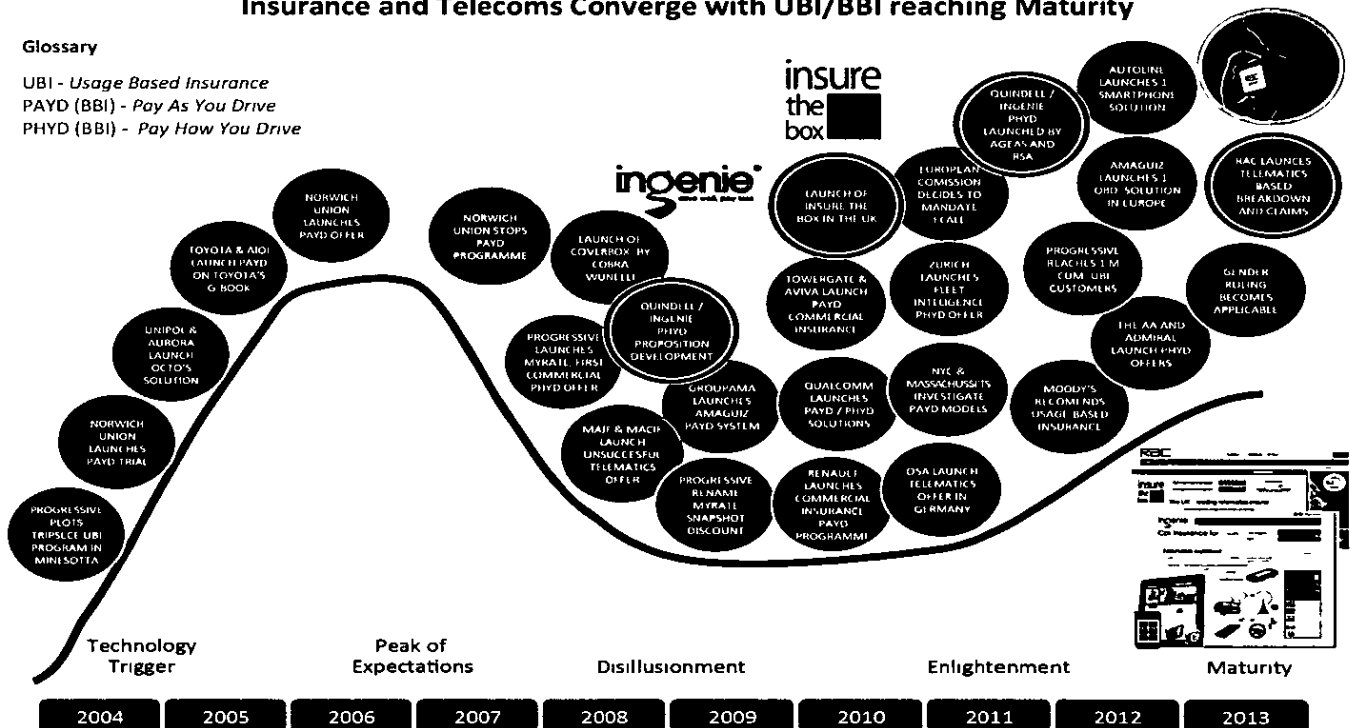 Insurance and Telecoms Converge with UBI/BBI reaching Maturity
Glossary
UBI - Usage Based Insurance
PAYD (BBI) - Pay As You Drive
PHYD (BBI) - Pay How You Drive
insure
the
box
ingenie
PROGRESSIVE
PLOTS
TRIPSLCE UBI
PROGRAM IN
MINESOTTA
NORWICH
UNION
LAUNCHES
PAYD TRIAL
UNIPOL &
AURORA
LAUNCH
OCTO'S
SOLUTION
TOYOTA & AIOI
LAUNCH PAYD
ON TOYOTA'S
G BOOK
NORWICH
UNION
LAUNCHES
PAYD OFFER
NORWICH
UNION STOPS
PAYD
PROGRAMME
LAUNCH OF
COVERBOX BY
COBRA
WUNELLI
PROGRESSIVE
LAUNCHES
MYRATE, FIRST
COMMERCIAL
PHYD OFFER
QUINDELL /
INGENIE
PHYD
PROPOSITION
DEVELOPMENT
MAIF & MACIF
LAUNCH
UNSUCCESFUL
TELEMATICS
OFFER
GROUPAMA
LAUNCHES
AMAGUIZ
PAYD SYSTEM
PROGRESSIVE
RENAME
MYRATE
SNAPSHOT
DISCOUNT
LAUNCH OF
INSURE THE
BOX IN THE UK
TOWERGATE &
AVIVA LAUNCH
PAYD
COMMERCIAL
INSURANCE
QUALCOMM
LAUNCHES
PAYD / PHYD
SOLUTIONS
RENAULT
LAUNCHES
COMMERCIAL
INSURANCE
PAYD
PROGRAMME
EUROPEAN
COMISSION
DECIDES TO
MANDATE
ECALL
ZURICH
LAUNCHES
FLEET
INTELIGENCE
PHYD OFFER
NYC &
MASSACHUSSETS
INVESTIGATE
PAYD MODELS
OSA LAUNCH
TELEMATICS
OFFER IN
GERMANY
QUINDELL /
INGENIE
PHYD
LAUNCHED BY
AGEAS AND
RSA
AUTOLINE
LAUNCHES 1
SMARTPHONE
SOLUTION
AMAGUIZ
LAUNCHES 1
OBD SOLUTION
IN EUROPE
PROGRESSIVE
REACHES 1 M
CUM. UBI
CUSTOMERS
THE AA AND
ADMIRAL
LAUNCH PHYD
OFFERS
MOODY'S
RECOMENDS
USAGE BASED
INSURANCE
RAC LAUNCES
TELEMATICS
BASED
BREAKDOWN
AND CLAIMS
GENDER
RULING
BECOMES
APPLICABLE
RAC
insure
the
box
ingenie
Car insurance for
Technology
Trigger
Peak of
Expectations
Disillusionment
Enlightenment
Maturity
2004 2005 2006 2007 2008 2009 2010 2011 2012 2013